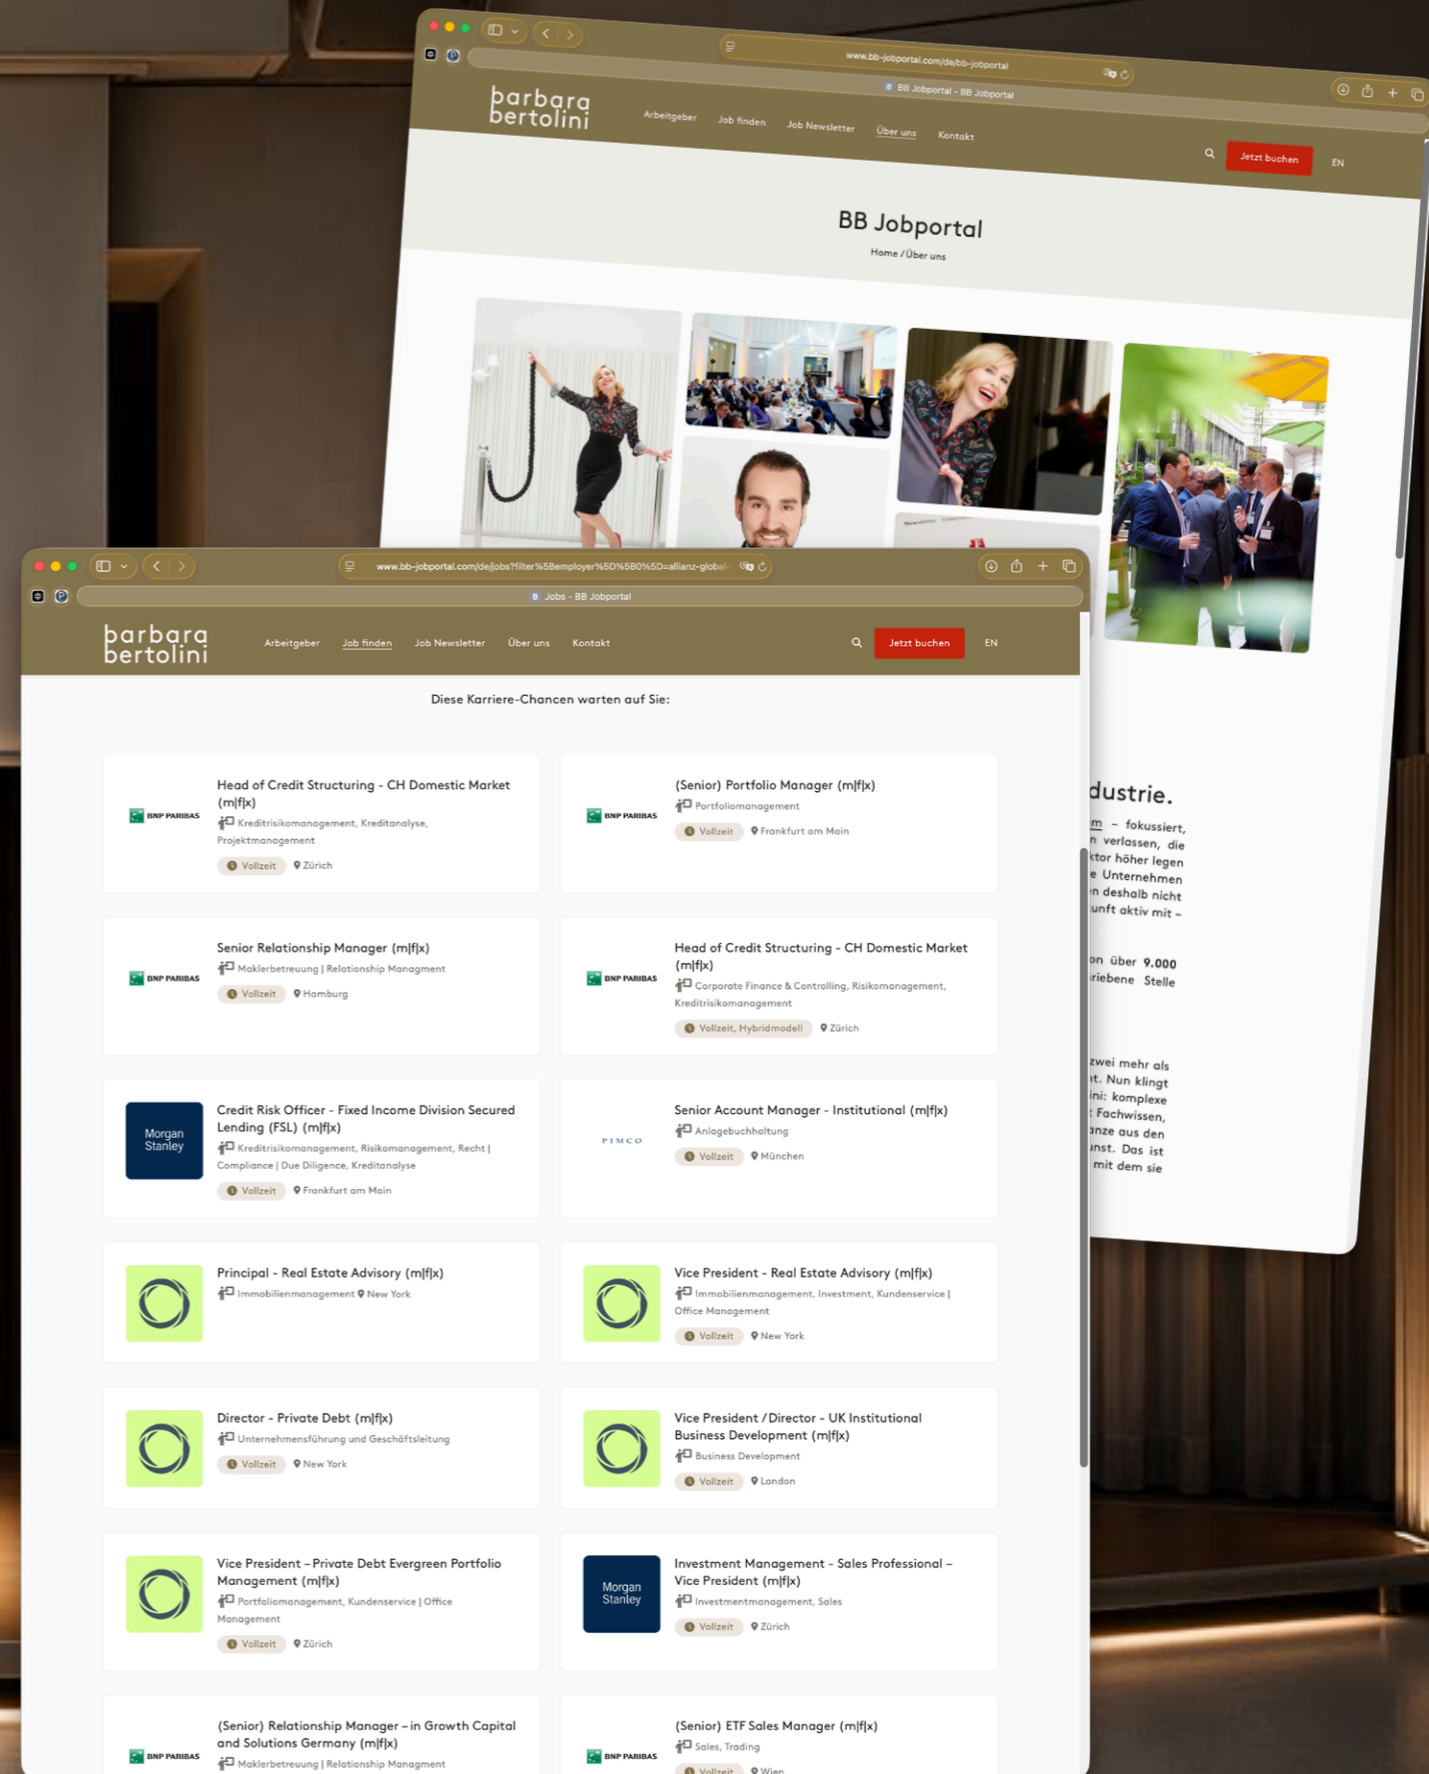 www.bb-jobportal.com/de/bb-jobportal
BB Jobportal - BB Jobportal
barbara
bertolini
Arbeitgeber
Job finden
Job Newsletter
Über uns
Kontakt
Jetzt buchen
EN
BB Jobportal
Home / Über uns
dustrie.
m – fokussiert,
n verlassen, die
ktor höher legen
e Unternehmen
n deshalb nicht
unft aktiv mit –
on über 9.000
riebene Stelle
zwei mehr als
nt. Nun klingt
ini: komplexe
Fachwissen,
anze aus den
unst. Das ist
mit dem sie
www.bb-jobportal.com/de/jobs?filter%5Bemployer%5D%5B0%5D=allianz-global-
Jobs - BB Jobportal
barbara
bertolini
Arbeitgeber
Job finden
Job Newsletter
Über uns
Kontakt
Jetzt buchen
EN
Diese Karriere-Chancen warten auf Sie:
BNP PARIBAS
Head of Credit Structuring - CH Domestic Market
(m|f|x)
Kreditrisikomanagement, Kreditanalyse,
Projektmanagement
Vollzeit
Zürich
BNP PARIBAS
(Senior) Portfolio Manager (m|f|x)
Portfoliomanagement
Vollzeit
Frankfurt am Main
BNP PARIBAS
Senior Relationship Manager (m|f|x)
Maklerbetreuung | Relationship Managment
Vollzeit
Hamburg
BNP PARIBAS
Head of Credit Structuring - CH Domestic Market
(m|f|x)
Corporate Finance & Controlling, Risikomanagement,
Kreditrisikomanagement
Vollzeit, Hybridmodell
Zürich
Morgan
Stanley
Credit Risk Officer - Fixed Income Division Secured
Lending (FSL) (m|f|x)
Kreditrisikomanagement, Risikomanagement, Recht |
Compliance | Due Diligence, Kreditanalyse
Vollzeit
Frankfurt am Main
PIMCO
Senior Account Manager - Institutional (m|f|x)
Anlagebuchhaltung
Vollzeit
München
Principal - Real Estate Advisory (m|f|x)
Immobilienmanagement
New York
Vice President - Real Estate Advisory (m|f|x)
Immobilienmanagement, Investment, Kundenservice |
Office Management
Vollzeit
New York
Director - Private Debt (m|f|x)
Unternehmensführung und Geschäftsleitung
Vollzeit
New York
Vice President / Director - UK Institutional
Business Development (m|f|x)
Business Development
Vollzeit
London
Vice President – Private Debt Evergreen Portfolio
Management (m|f|x)
Portfoliomanagement, Kundenservice | Office
Management
Vollzeit
Zürich
Morgan
Stanley
Investment Management - Sales Professional –
Vice President (m|f|x)
Investmentmanagement, Sales
Vollzeit
Zürich
BNP PARIBAS
(Senior) Relationship Manager – in Growth Capital
and Solutions Germany (m|f|x)
Maklerbetreuung | Relationship Managment
BNP PARIBAS
(Senior) ETF Sales Manager (m|f|x)
Sales, Trading
Vollzeit
Wien